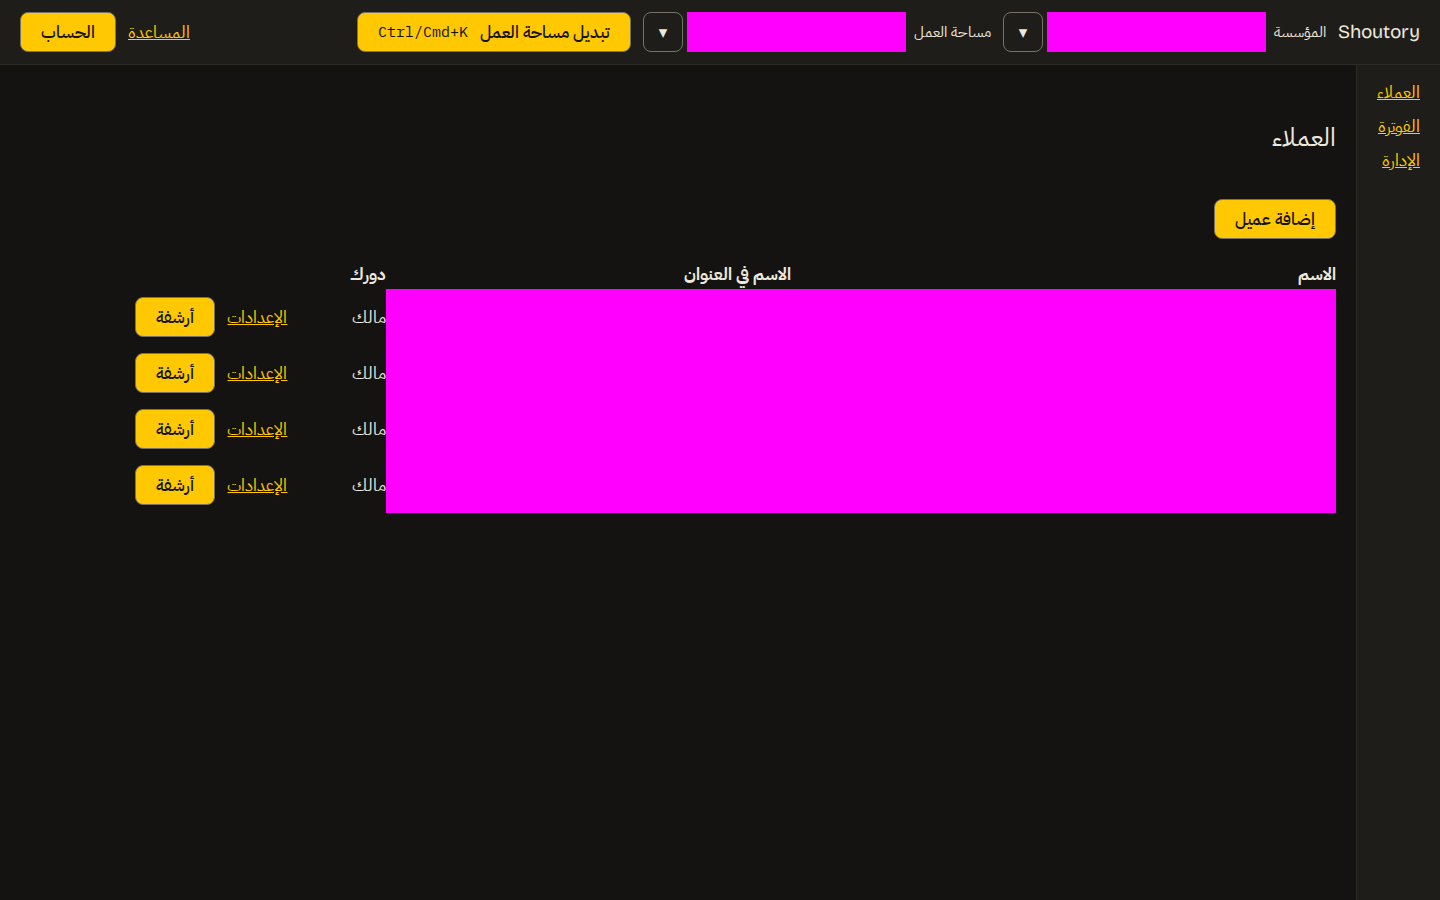 Shoutory المؤسسة ▼ مساحة العمل ▼ تبديل مساحة العمل Ctrl/Cmd+K المساعدة الحساب
العملاء
الفوترة
الإدارة
العملاء
إضافة عميل
الاسم الاسم في العنوان دورك
مالك الإعدادات أرشفة
مالك الإعدادات أرشفة
مالك الإعدادات أرشفة
مالك الإعدادات أرشفة